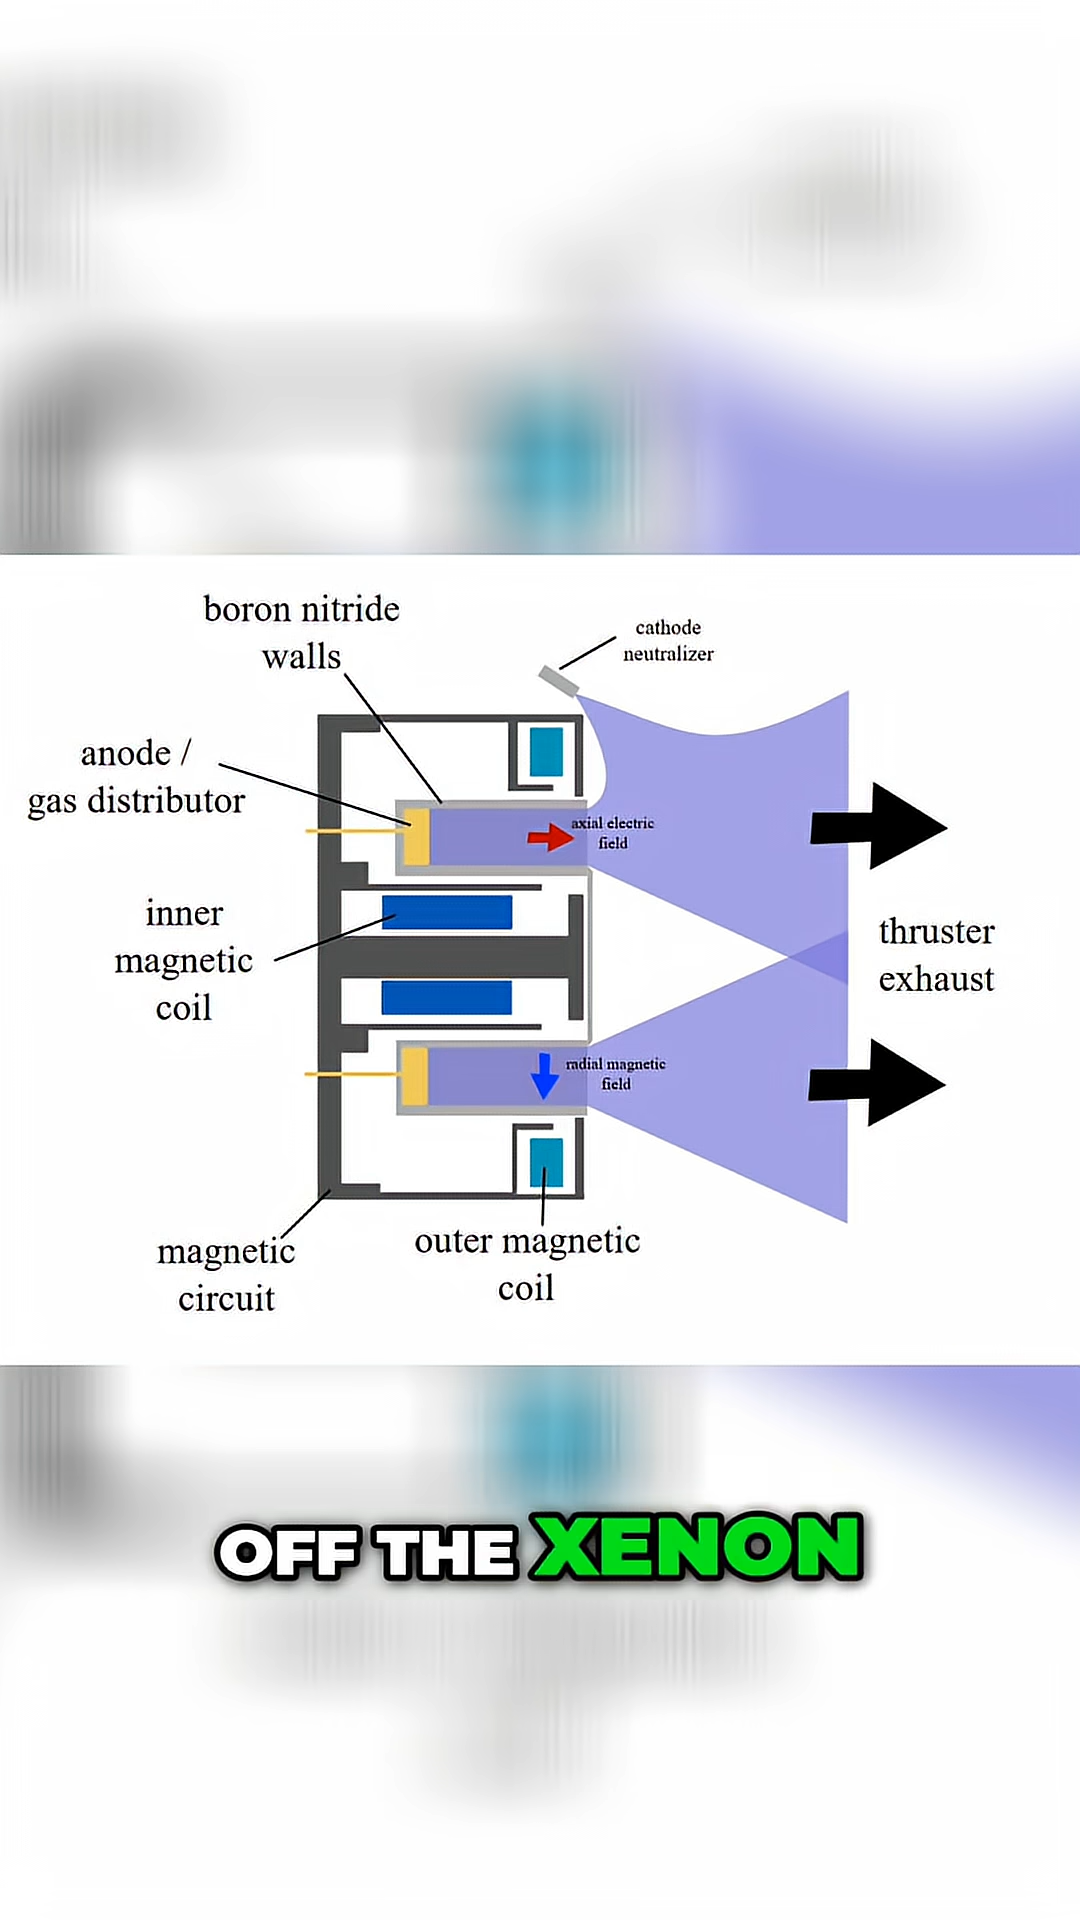 boron nitride
walls
cathode
neutralizer
anode /
gas distributor
axial electric
field
inner
magnetic
coil
thruster
exhaust
radial magnetic
field
magnetic
circuit
outer magnetic
coil
OFF THE XENON